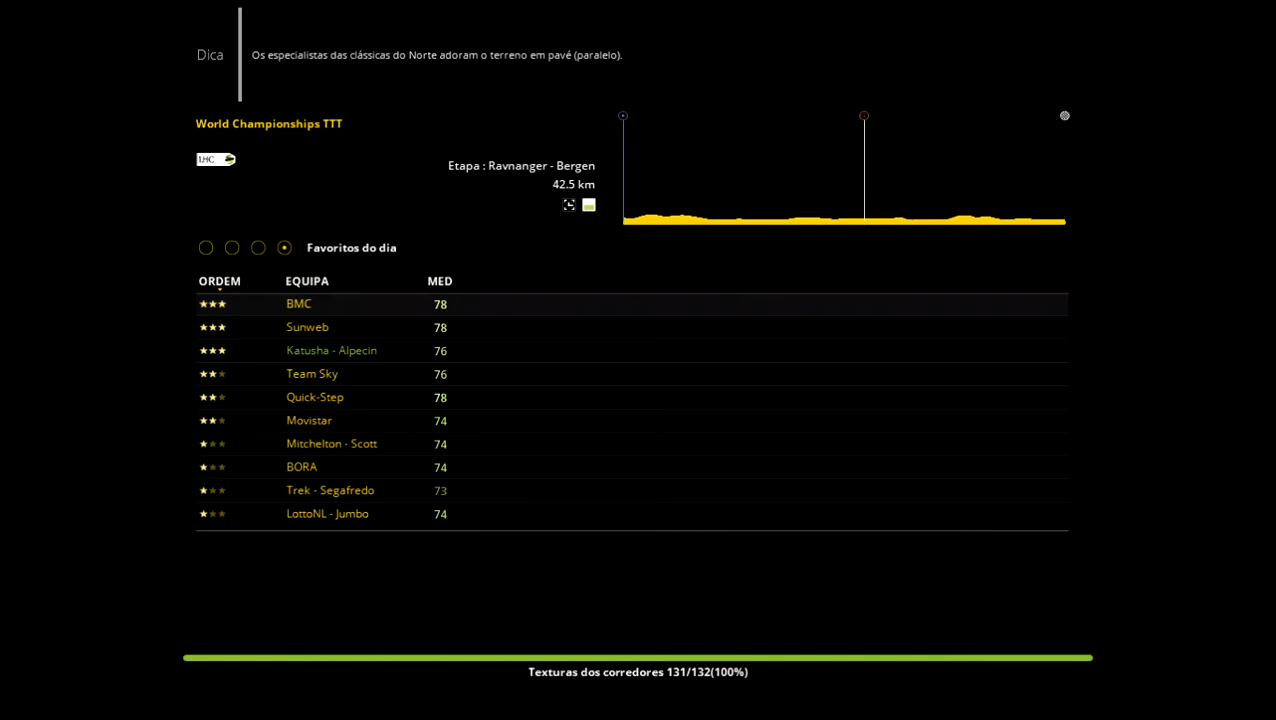 Dica
Os especialistas das clássicas do Norte adoram o terreno em pavé (paralelo).
World Championships TTT
1.HC
Etapa : Ravnanger - Bergen
42.5 km
Favoritos do dia
ORDEM EQUIPA MED
BMC 78
Sunweb 78
Katusha - Alpecin 76
Team Sky 76
Quick-Step 78
Movistar 74
Mitchelton - Scott 74
BORA 74
Trek - Segafredo 73
LottoNL - Jumbo 74
Texturas dos corredores 131/132(100%)